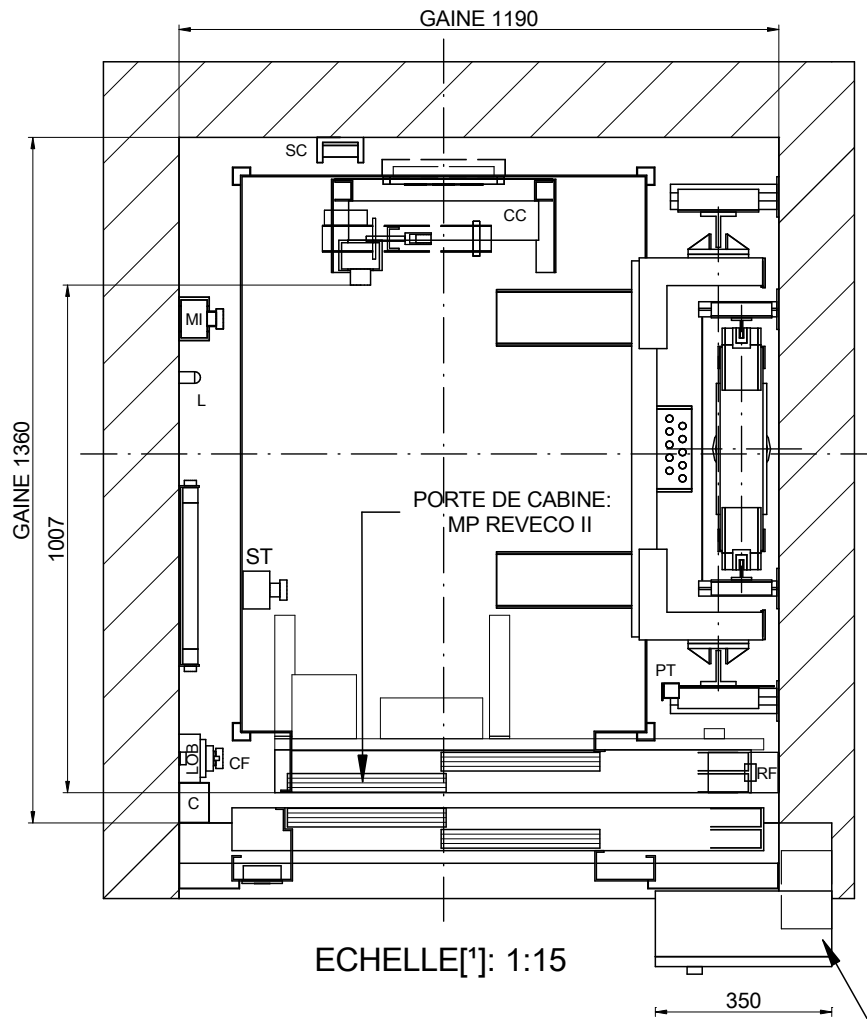 GAINE 1190
SC
CC
MI
L
GAINE 1360
1007
PORTE DE CABINE:
MP REVECO II
ST
PT
LOB
CF
RF
C
ECHELLE[¹]: 1:15
350